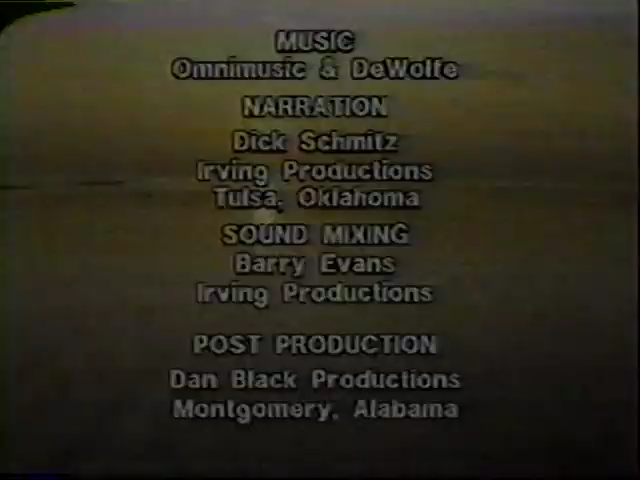 MUSIC
Omnimusic & DeWolfe
NARRATION
Dick Schmitz
Irving Productions
Tulsa, Oklahoma
SOUND MIXING
Barry Evans
Irving Productions
POST PRODUCTION
Dan Black Productions
Montgomery, Alabama